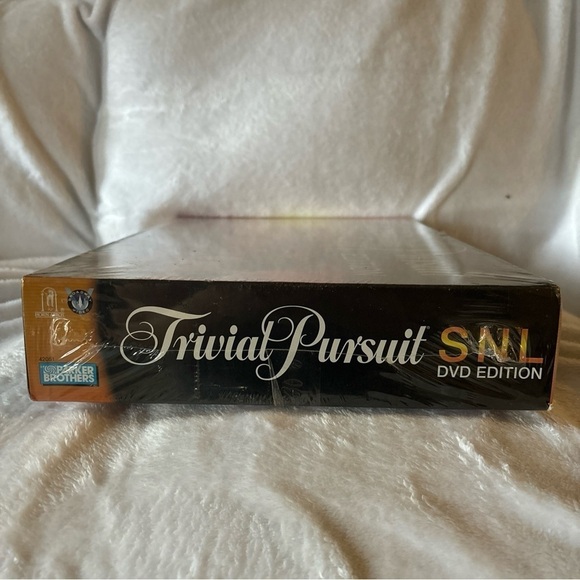 Trivial Pursuit
SNL
DVD EDITION
PARKER
BROTHERS